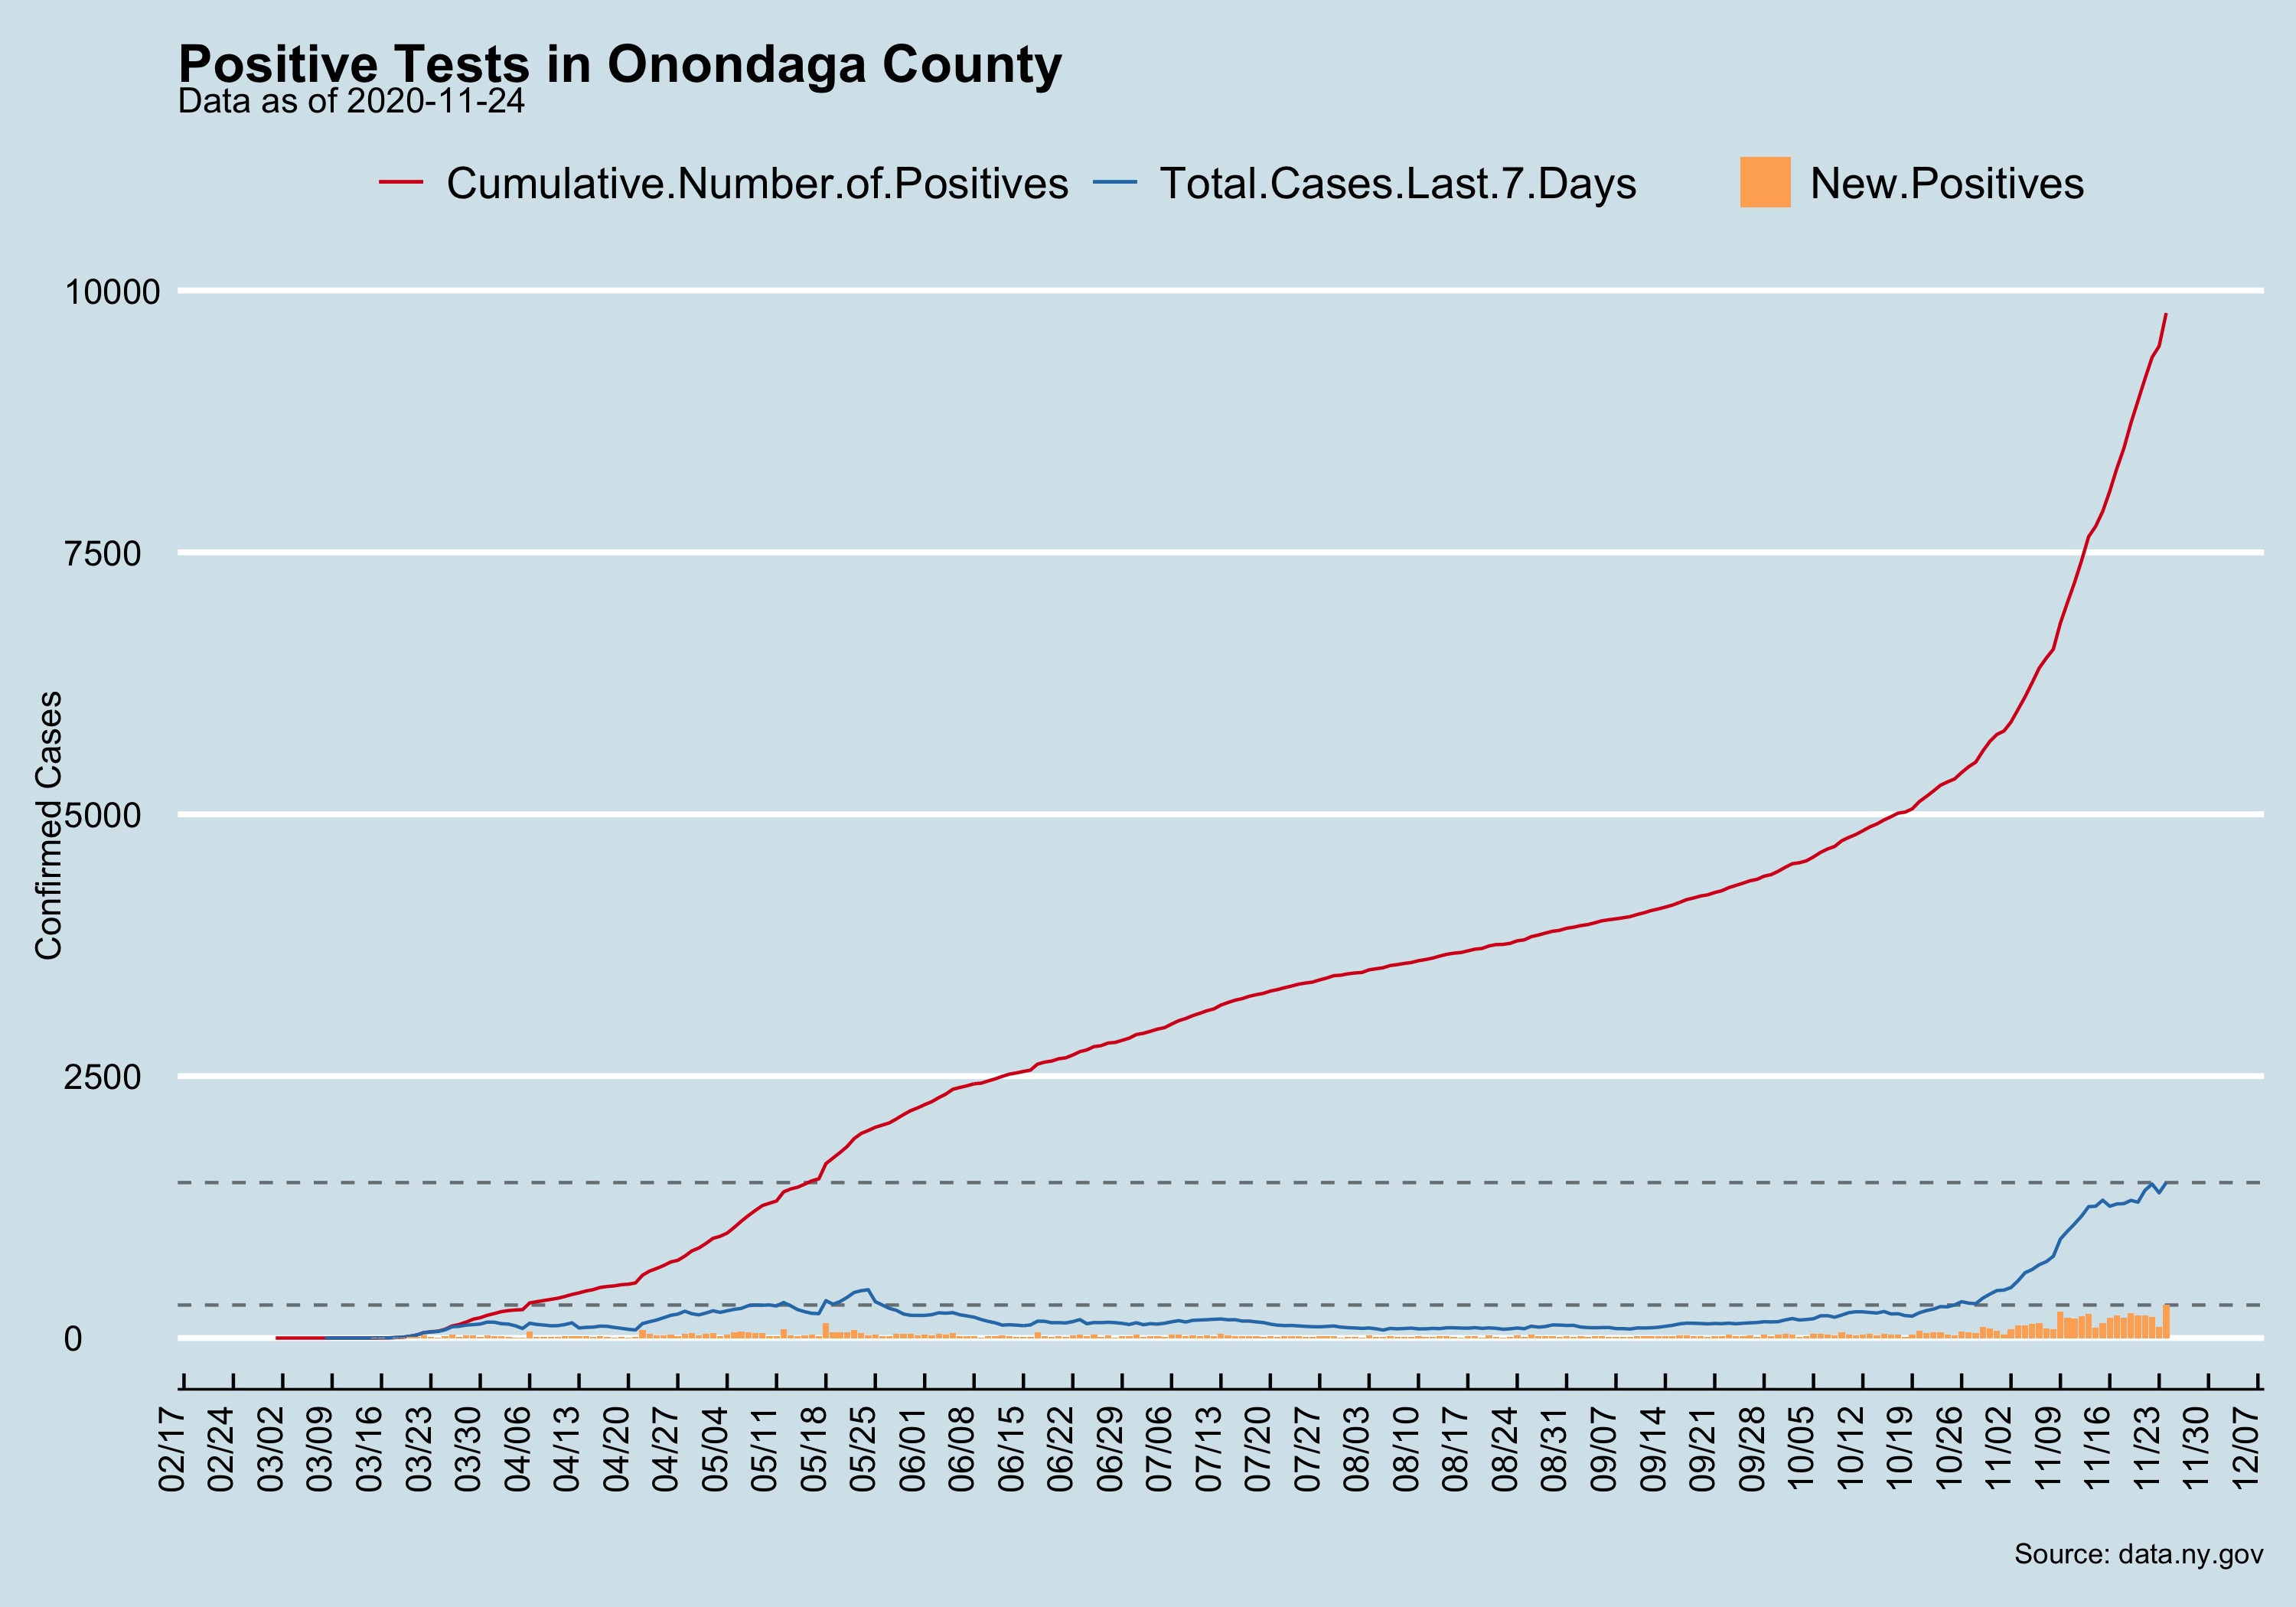 Positive Tests in Onondaga County
Data as of 2020-11-24
Cumulative.Number.of.Positives Total.Cases.Last.7.Days New.Positives
10000
7500
5000
2500
0
Confirmed Cases
02/17 02/24 03/02 03/09 03/16 03/23 03/30 04/06 04/13 04/20 04/27 05/04 05/11 05/18 05/25 06/01 06/08 06/15 06/22 06/29 07/06 07/13 07/20 07/27 08/03 08/10 08/17 08/24 08/31 09/07 09/14 09/21 09/28 10/05 10/12 10/19 10/26 11/02 11/09 11/16 11/23 11/30 12/07
Source: data.ny.gov